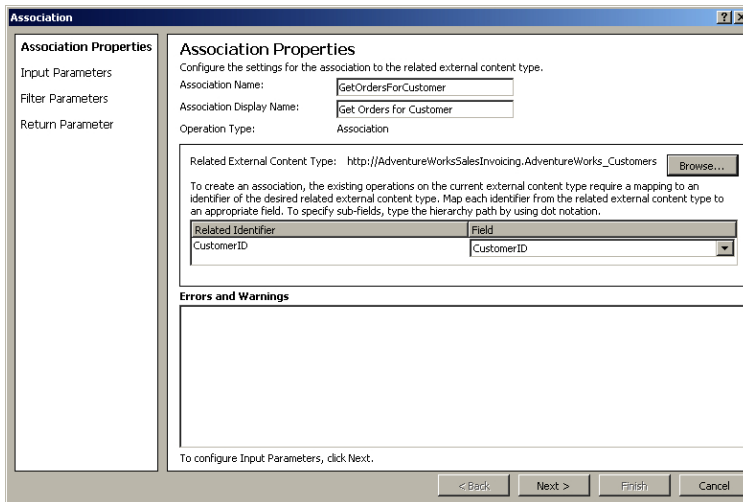 Association
Association Properties
Input Parameters
Filter Parameters
Return Parameter
Association Properties
Configure the settings for the association to the related external content type.
Association Name: GetOrdersForCustomer
Association Display Name: Get Orders for Customer
Operation Type: Association
Related External Content Type: http://AdventureWorksSalesInvoicing.AdventureWorks_Customers Browse...
To create an association, the existing operations on the current external content type require a mapping to an
identifier of the desired related external content type. Map each identifier from the related external content type to
an appropriate field. To specify sub-fields, type the hierarchy path by using dot notation.
Related Identifier Field
CustomerID CustomerID
Errors and Warnings
To configure Input Parameters, click Next.
< Back Next > Finish Cancel